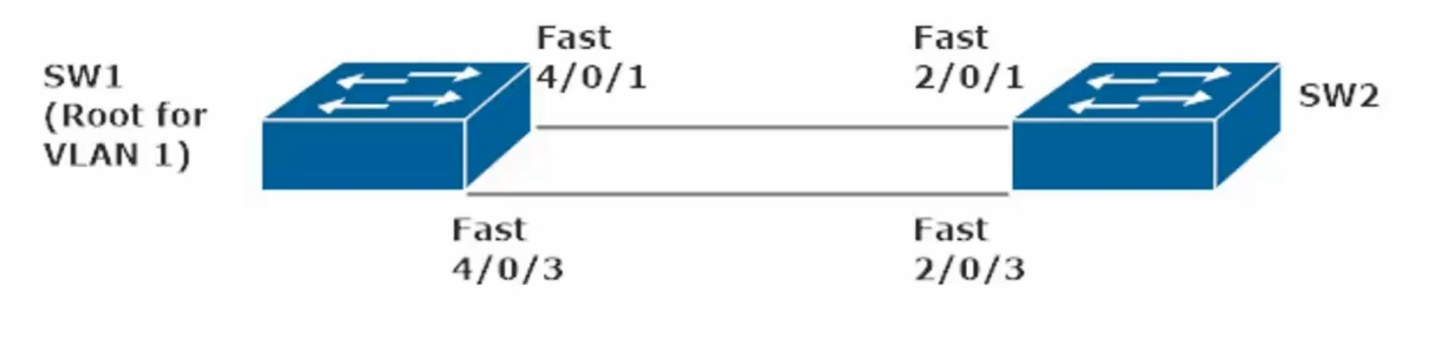 SW1
(Root for
VLAN 1)
Fast
4/0/1
Fast
2/0/1
SW2
Fast
4/0/3
Fast
2/0/3